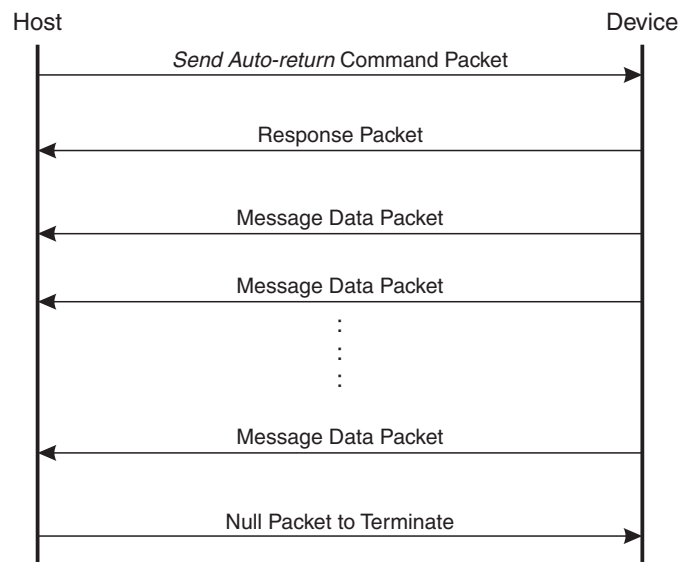 Host
Device
Send Auto-return Command Packet
Response Packet
Message Data Packet
Message Data Packet
Message Data Packet
Null Packet to Terminate